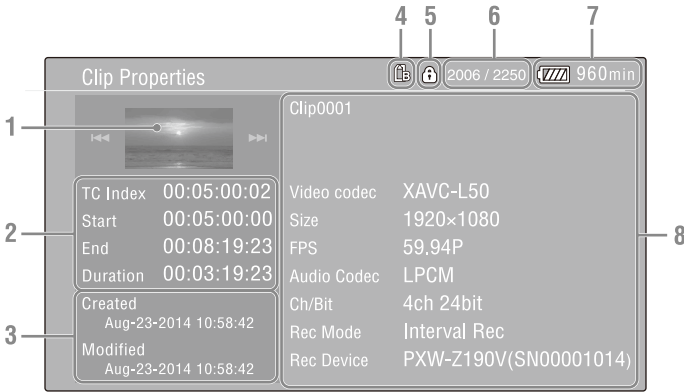 4 5 6 7
Clip Properties B 2006 / 2250 960min
1
Clip0001
TC Index 00:05:00:02
Start 00:05:00:00
End 00:08:19:23
Duration 00:03:19:23
2
Created
Aug-23-2014 10:58:42
Modified
Aug-23-2014 10:58:42
3
Video codec XAVC-L50
Size 1920×1080
FPS 59.94P
Audio Codec LPCM
Ch/Bit 4ch 24bit
Rec Mode Interval Rec
Rec Device PXW-Z190V(SN00001014)
8